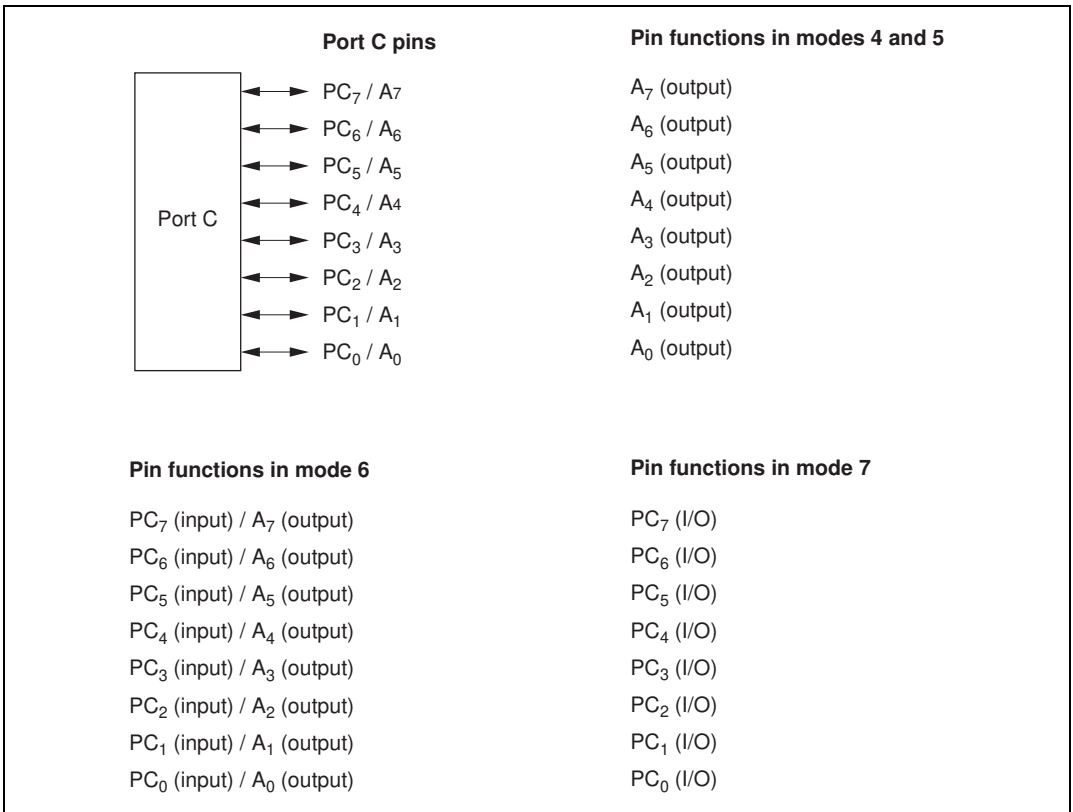 Port C pins
Pin functions in modes 4 and 5
Port C
PC₇ / A7
A₇ (output)
PC₆ / A₆
A₆ (output)
PC₅ / A₅
A₅ (output)
PC₄ / A4
A₄ (output)
PC₃ / A₃
A₃ (output)
PC₂ / A₂
A₂ (output)
PC₁ / A₁
A₁ (output)
PC₀ / A₀
A₀ (output)
Pin functions in mode 6
Pin functions in mode 7
PC₇ (input) / A₇ (output)
PC₇ (I/O)
PC₆ (input) / A₆ (output)
PC₆ (I/O)
PC₅ (input) / A₅ (output)
PC₅ (I/O)
PC₄ (input) / A₄ (output)
PC₄ (I/O)
PC₃ (input) / A₃ (output)
PC₃ (I/O)
PC₂ (input) / A₂ (output)
PC₂ (I/O)
PC₁ (input) / A₁ (output)
PC₁ (I/O)
PC₀ (input) / A₀ (output)
PC₀ (I/O)